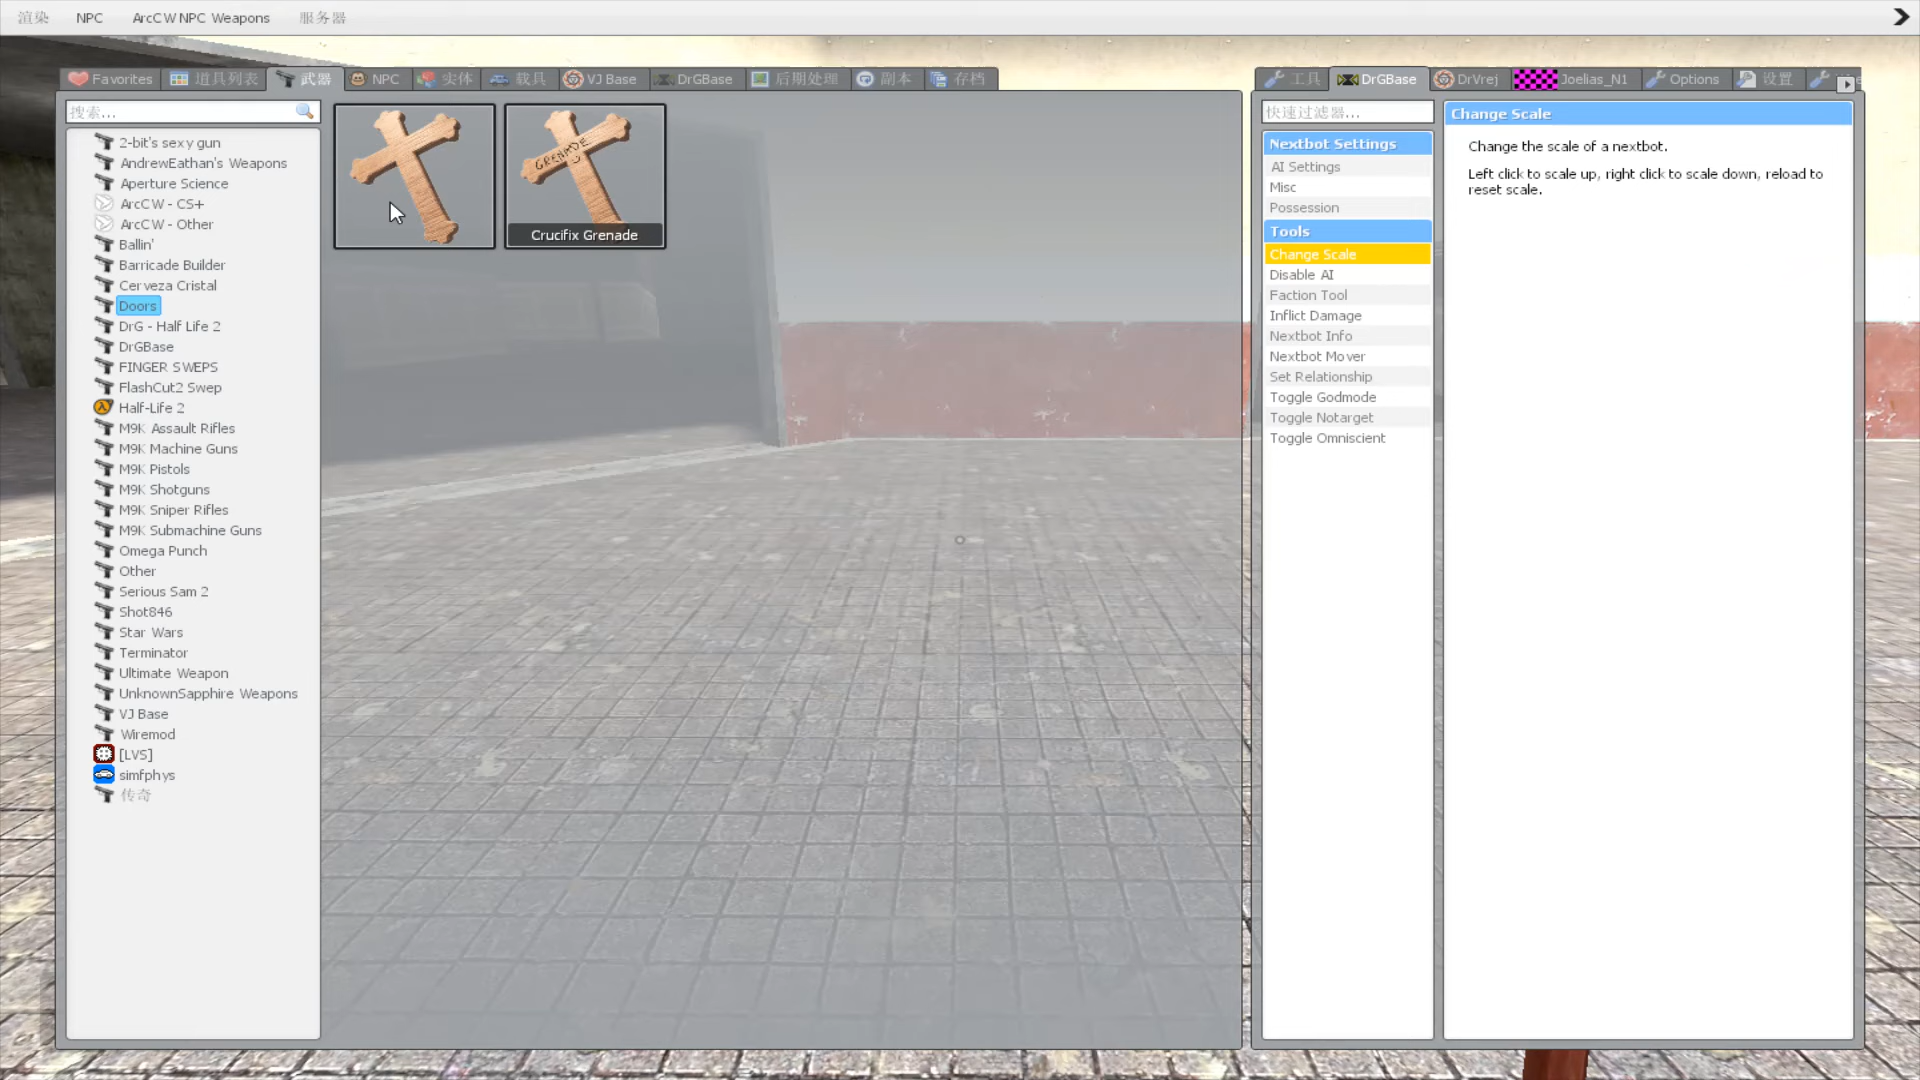 渲染 NPC ArcCW NPC Weapons 服务器
Favorites 道具列表 武器 NPC 实体 载具 VJ Base DrGBase 后期处理 副本 存档
工具 DrGBase DrVrej Joelias_N1 Options 设置
搜索...
2-bit's sexy gun
AndrewEathan's Weapons
Aperture Science
ArcCW - CS+
ArcCW - Other
Ballin'
Barricade Builder
Cerveza Cristal
Doors
DrG - Half Life 2
DrGBase
FINGER SWEPS
FlashCut2 Swep
Half-Life 2
M9K Assault Rifles
M9K Machine Guns
M9K Pistols
M9K Shotguns
M9K Sniper Rifles
M9K Submachine Guns
Omega Punch
Other
Serious Sam 2
Shot846
Star Wars
Terminator
Ultimate Weapon
UnknownSapphire Weapons
VJ Base
Wiremod
[LVS]
simfphys
传奇
GRENADE
Crucifix Grenade
快速过滤器...
Nextbot Settings
AI Settings
Misc
Possession
Tools
Change Scale
Disable AI
Faction Tool
Inflict Damage
Nextbot Info
Nextbot Mover
Set Relationship
Toggle Godmode
Toggle Notarget
Toggle Omniscient
Change Scale
Change the scale of a nextbot.
Left click to scale up, right click to scale down, reload to
reset scale.